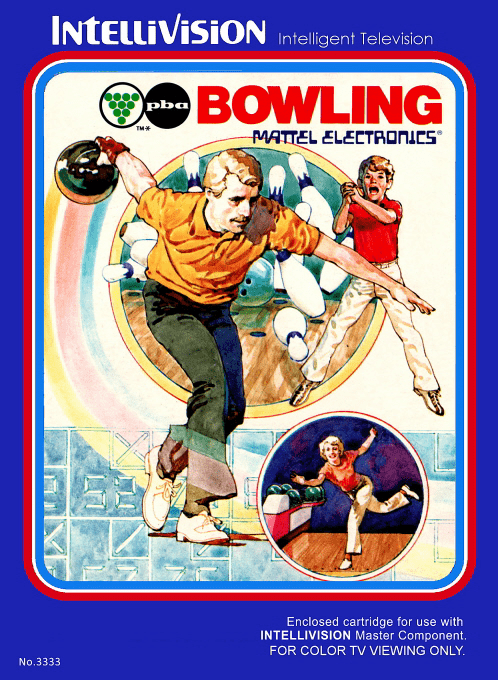 INTELLIVISION Intelligent Television
pba BOWLING
TM*
MATTEL ELECTRONICS®
Enclosed cartridge for use with
INTELLIVISION Master Component.
FOR COLOR TV VIEWING ONLY.
No.3333